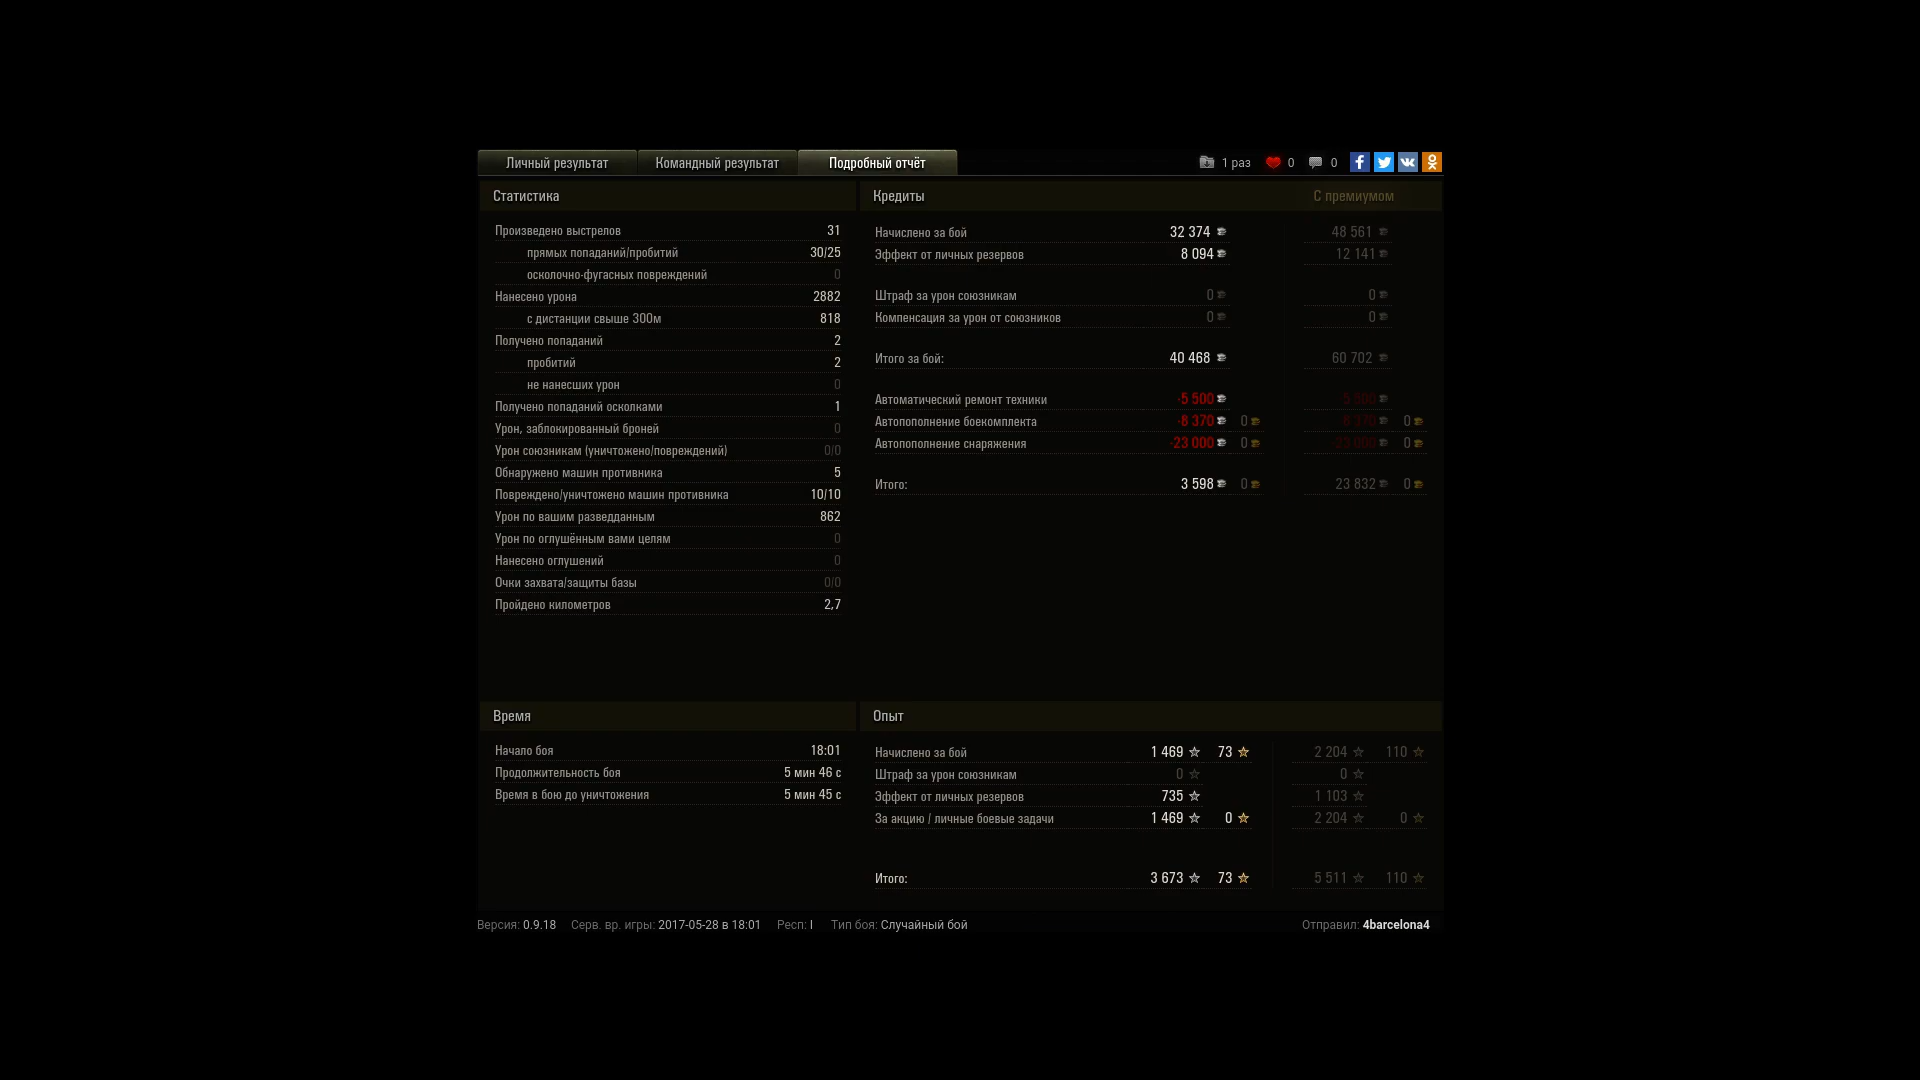 Личный результат Командный результат Подробный отчёт 1 раз 0 0
Статистика
Произведено выстрелов 31
прямых попаданий/пробитий 30/25
осколочно-фугасных повреждений 0
Нанесено урона 2882
с дистанции свыше 300м 818
Получено попаданий 2
пробитий 2
не нанесших урон 0
Получено попаданий осколками 1
Урон, заблокированный броней 0
Урон союзникам (уничтожено/повреждений) 0/0
Обнаружено машин противника 5
Повреждено/уничтожено машин противника 10/10
Урон по вашим разведданным 862
Урон по оглушённым вами целям 0
Нанесено оглушений 0
Очки захвата/защиты базы 0/0
Пройдено километров 2,7
Кредиты С премиумом
Начислено за бой 32 374 48 561
Эффект от личных резервов 8 094 12 141
Штраф за урон союзникам 0 0
Компенсация за урон от союзников 0 0
Итого за бой: 40 468 60 702
Автоматический ремонт техники -5 500 -5 500
Автопополнение боекомплекта -8 370 0 -8 370 0
Автопополнение снаряжения -23 000 0 -23 000 0
Итого: 3 598 0 23 832 0
Время
Начало боя 18:01
Продолжительность боя 5 мин 46 с
Время в бою до уничтожения 5 мин 45 с
Опыт
Начислено за бой 1 469 73 2 204 110
Штраф за урон союзникам 0 0
Эффект от личных резервов 735 1 103
За акцию / личные боевые задачи 1 469 0 2 204 0
Итого: 3 673 73 5 511 110
Версия: 0.9.18 Серв. вр. игры: 2017-05-28 в 18:01 Респ: I Тип боя: Случайный бой Отправил: 4barcelona4